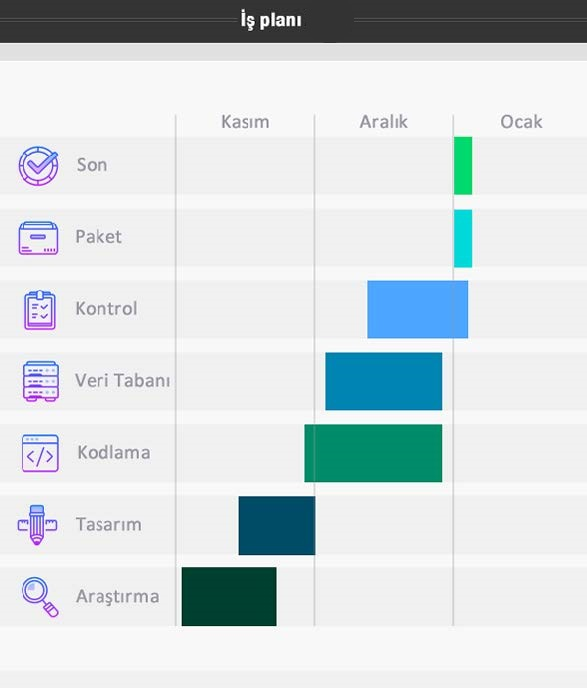 İş planı
Kasım Aralık Ocak
Son
Paket
Kontrol
Veri Tabanı
Kodlama
Tasarım
Araştırma